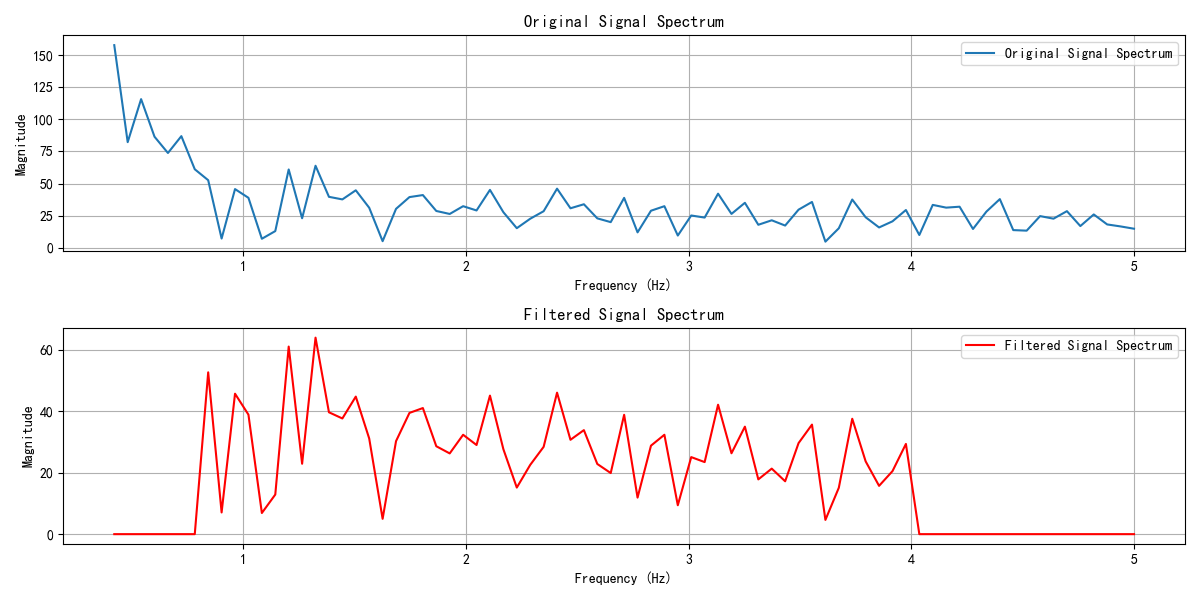 Original Signal Spectrum
Original Signal Spectrum
150
125
100
75
50
25
0
Magnitude
1 2 3 4 5
Frequency (Hz)
Filtered Signal Spectrum
Filtered Signal Spectrum
60
40
20
0
Magnitude
1 2 3 4 5
Frequency (Hz)